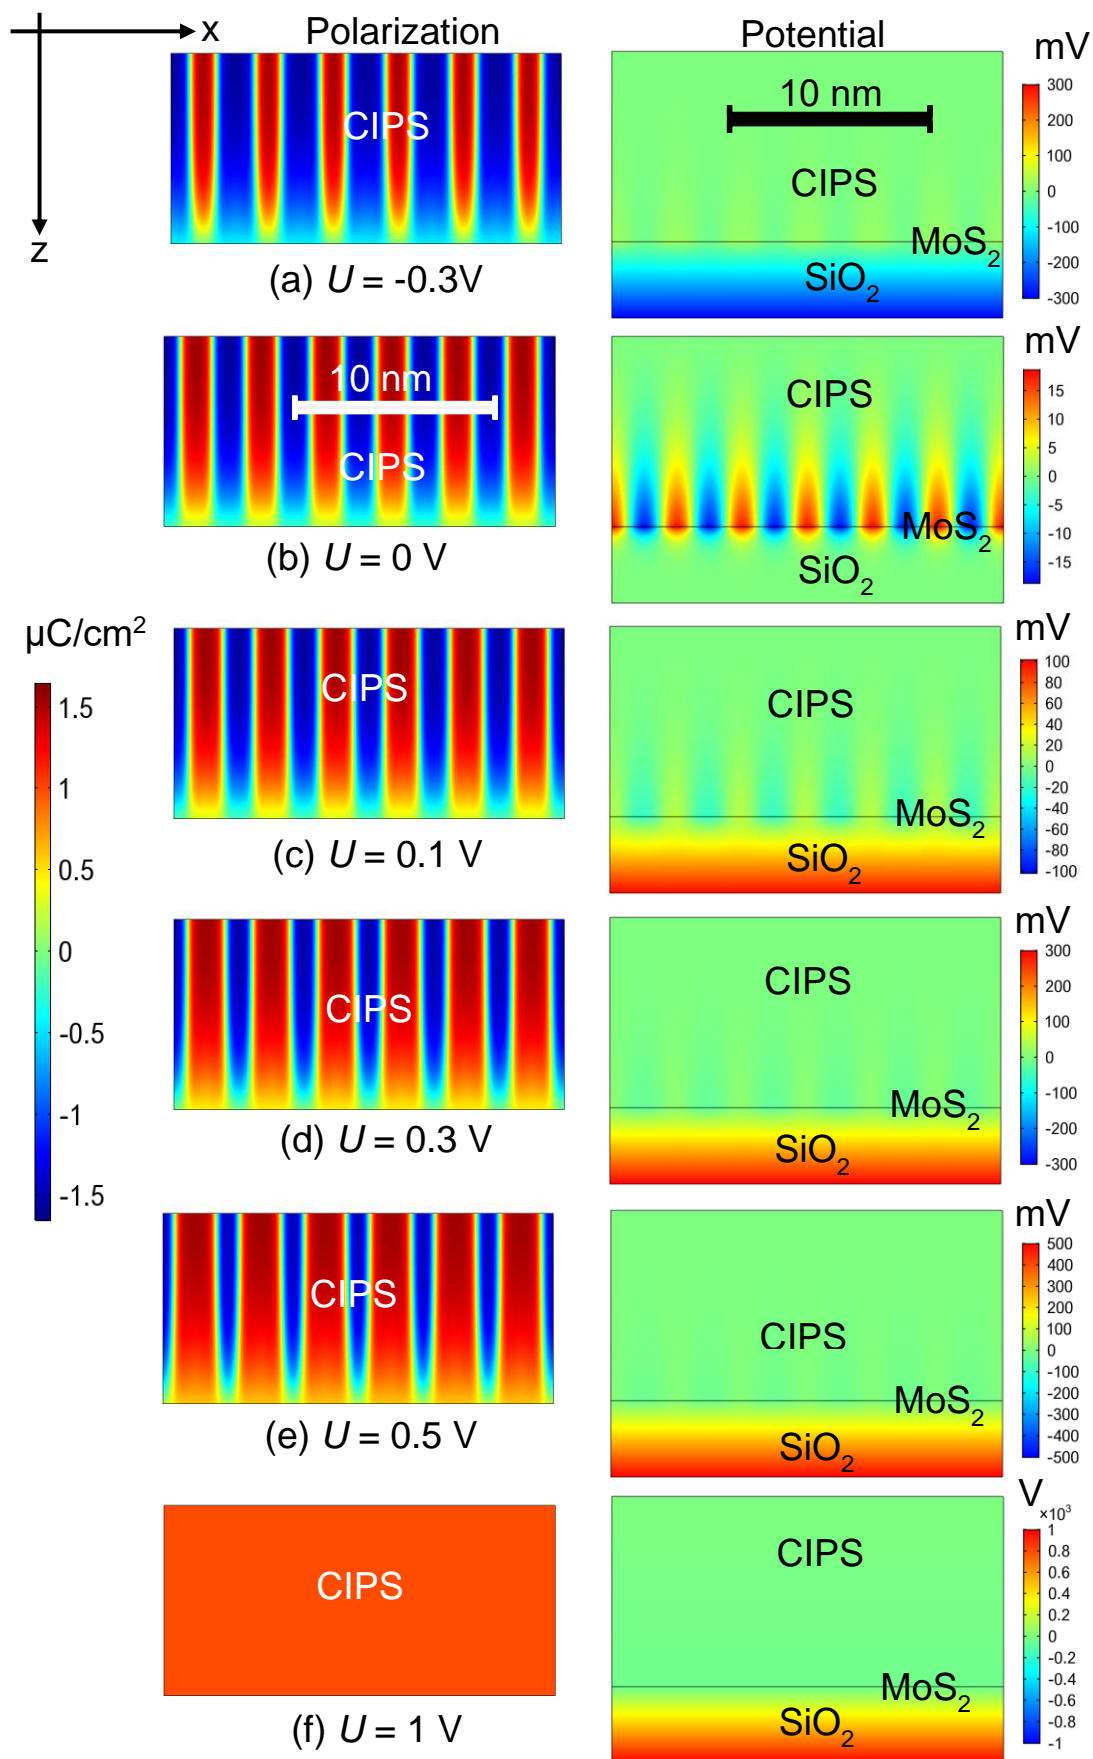 x
z
Polarization
Potential
mV
CIPS
10 nm
CIPS
MoS₂
SiO₂
300
200
100
0
-100
-200
-300
(a) U = -0.3V
mV
10 nm
CIPS
CIPS
MoS₂
SiO₂
15
10
5
0
-5
-10
-15
(b) U = 0 V
μC/cm²
1.5
1
0.5
0
-0.5
-1
-1.5
mV
CIPS
CIPS
MoS₂
SiO₂
100
80
60
40
20
0
-20
-40
-60
-80
-100
(c) U = 0.1 V
mV
CIPS
CIPS
MoS₂
SiO₂
300
200
100
0
-100
-200
-300
(d) U = 0.3 V
mV
CIPS
CIPS
MoS₂
SiO₂
500
400
300
200
100
0
-100
-200
-300
-400
-500
(e) U = 0.5 V
V
×10³
CIPS
CIPS
MoS₂
SiO₂
1
0.8
0.6
0.4
0.2
0
-0.2
-0.4
-0.6
-0.8
-1
(f) U = 1 V